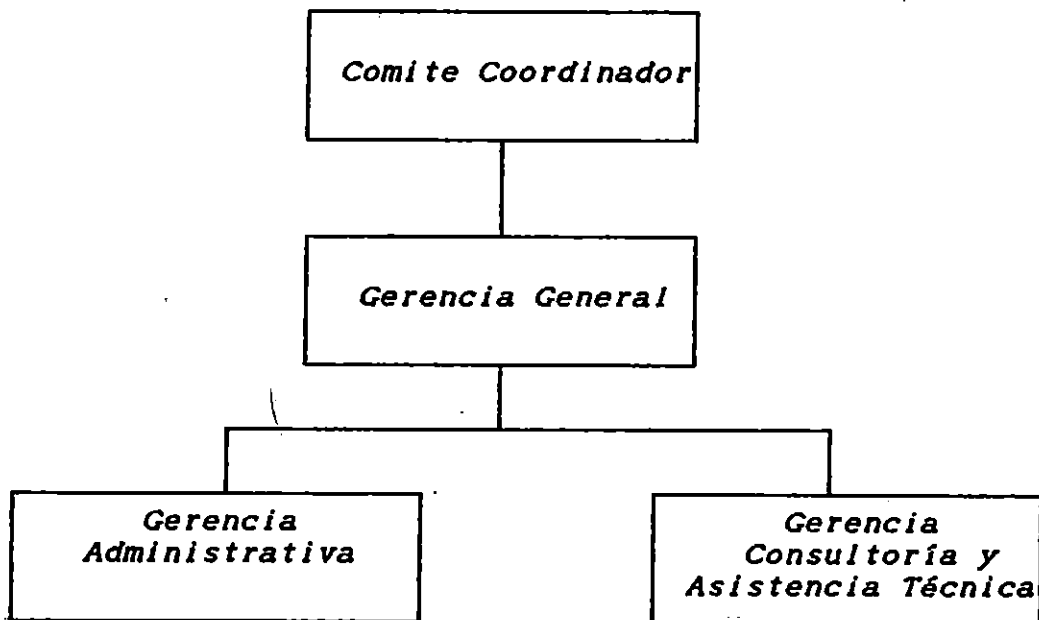 Comite Coordinador
Gerencia General
Gerencia
Administrativa
Gerencia
Consultoría y
Asistencia Técnica